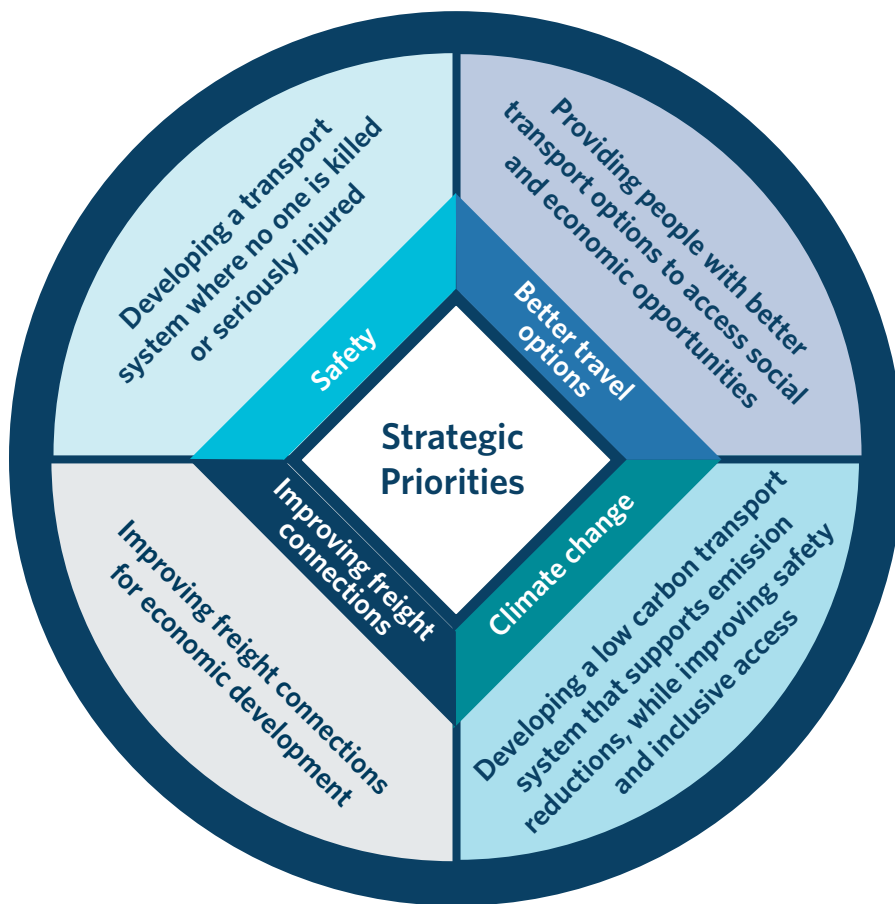 Developing a transport
system where no one is killed
or seriously injured
Safety
Providing people with better
transport options to access social
and economic opportunities
Better travel
options
Strategic
Priorities
Improving freight
connections
Improving freight connections
for economic development
Climate change
Developing a low carbon transport
system that supports emission
reductions, while improving safety
and inclusive access